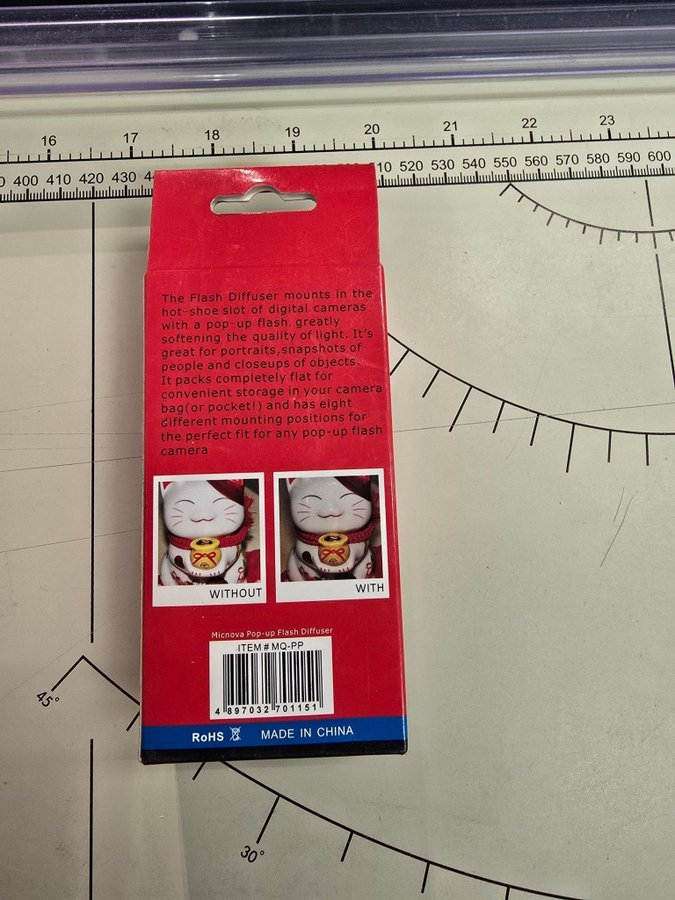 16 17 18 19 20 21 22 23
400 410 420 430 510 520 530 540 550 560 570 580 590 600
The Flash Diffuser mounts in the
hot-shoe slot of digital cameras
with a pop-up flash, greatly
softening the quality of light. It's
great for portraits,snapshots of
people and closeups of objects.
It packs completely flat for
convenient storage in your camera
bag(or pocket!) and has eight
different mounting positions for
the perfect fit for any pop-up flash
camera
WITHOUT
WITH
Micnova Pop-up Flash Diffuser
ITEM # MQ-PP
4 897032 701151
RoHS MADE IN CHINA
45°
30°